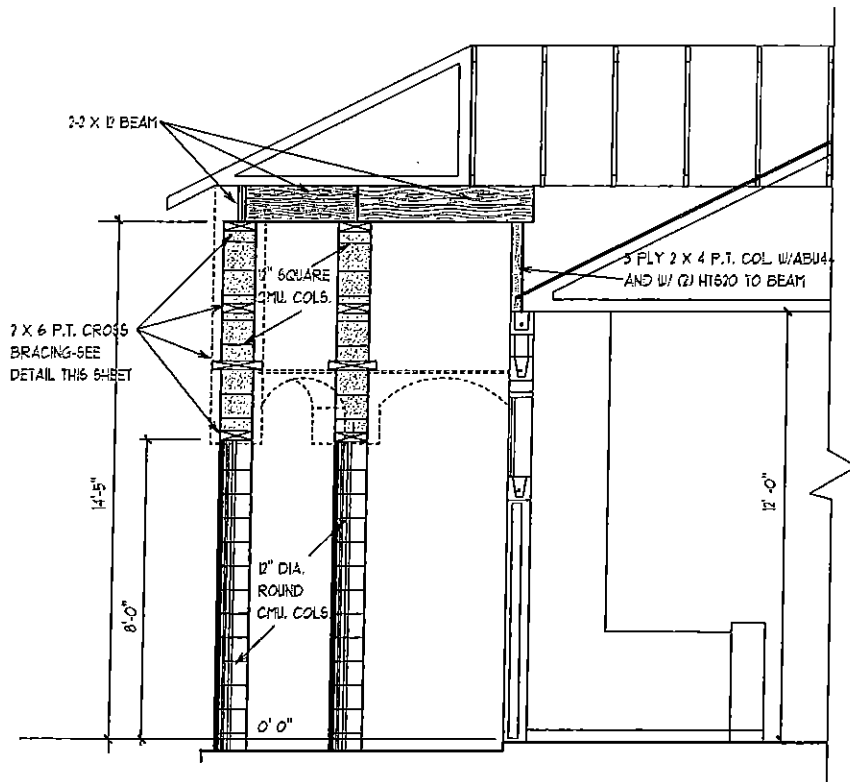 2-2 X 12 BEAM
12" SQUARE
CMU. COLS.
5 PLY 2 X 4 P.T. COL. W/ABU44
AND W/ (2) HTS20 TO BEAM
2 X 6 P.T. CROSS
BRACING-SEE
DETAIL THIS SHEET
14'-5"
12'-0"
8'-0"
12" DIA.
ROUND
CMU. COLS.
0' 0"